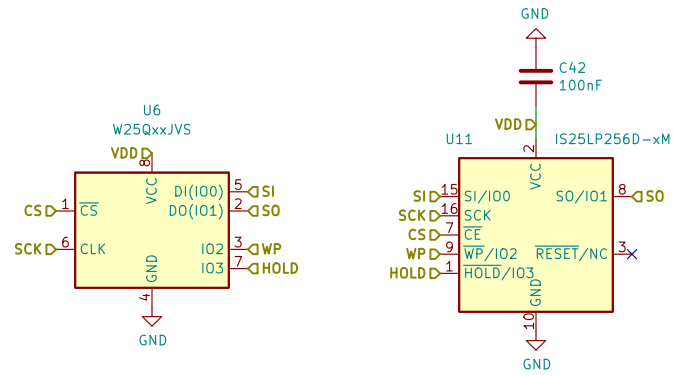 U6
W25QxxJVS
VDD
8
VCC
CS
1
CS
SCK
6
CLK
DI(IO0)
5
SI
DO(IO1)
2
SO
IO2
3
WP
IO3
7
HOLD
GND
4
GND
GND
C42
100nF
VDD
U11
IS25LP256D-xM
2
VCC
SI
15
SI/IO0
SCK
16
SCK
CS
7
CE
WP
9
WP/IO2
HOLD
1
HOLD/IO3
SO/IO1
8
SO
RESET/NC
3
GND
10
GND